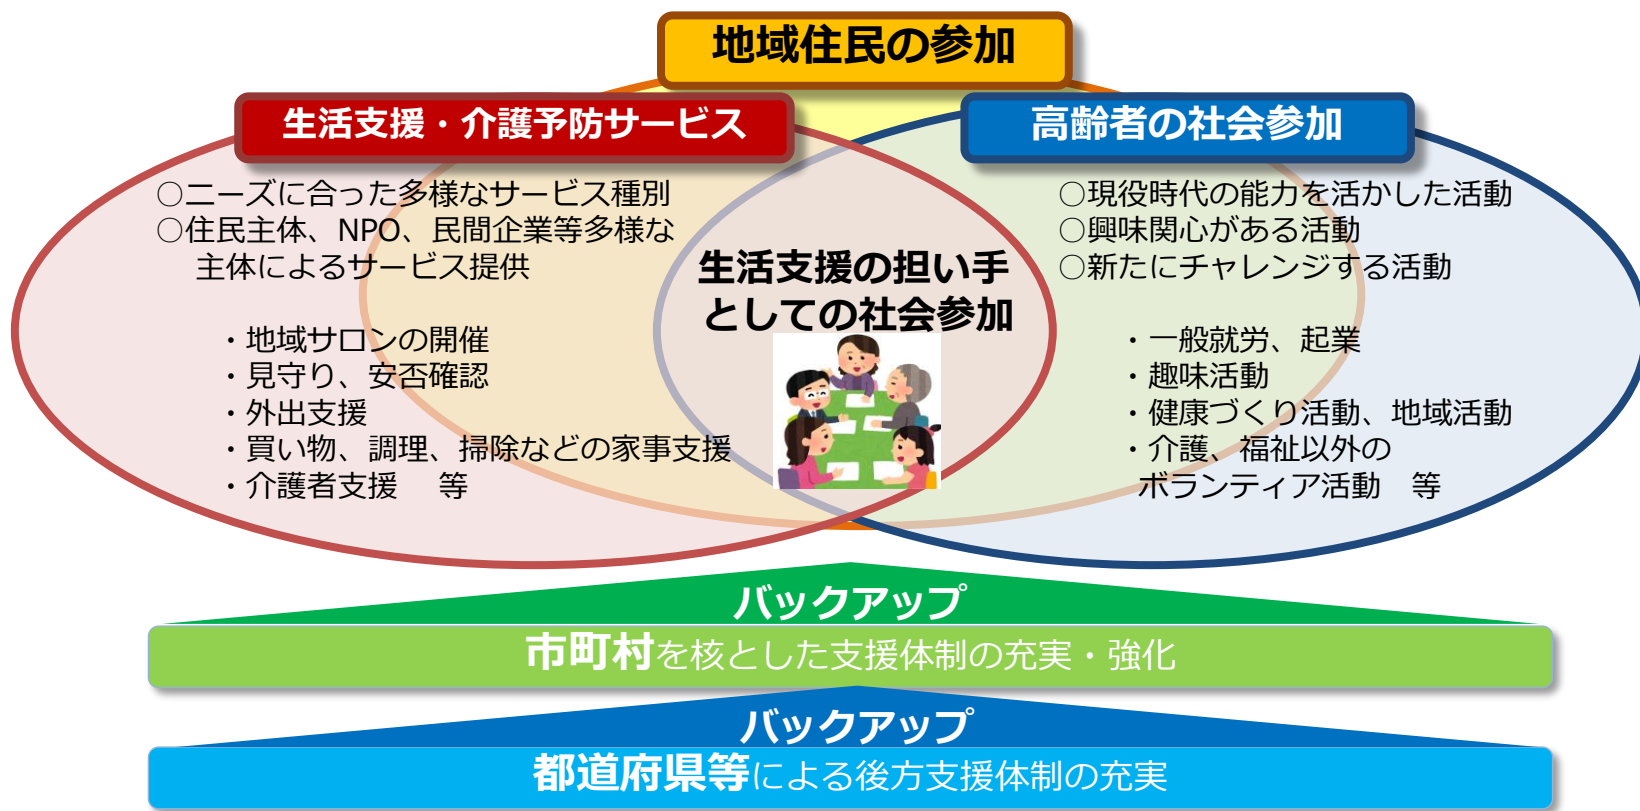 地域住民の参加
生活支援・介護予防サービス
○ニーズに合った多様なサービス種別
○住民主体、NPO、民間企業等多様な
主体によるサービス提供
・地域サロンの開催
・見守り、安否確認
・外出支援
・買い物、調理、掃除などの家事支援
・介護者支援　等
生活支援の担い手
としての社会参加
高齢者の社会参加
○現役時代の能力を活かした活動
○興味関心がある活動
○新たにチャレンジする活動
・一般就労、起業
・趣味活動
・健康づくり活動、地域活動
・介護、福祉以外の
ボランティア活動　等
バックアップ
市町村を核とした支援体制の充実・強化
バックアップ
都道府県等による後方支援体制の充実